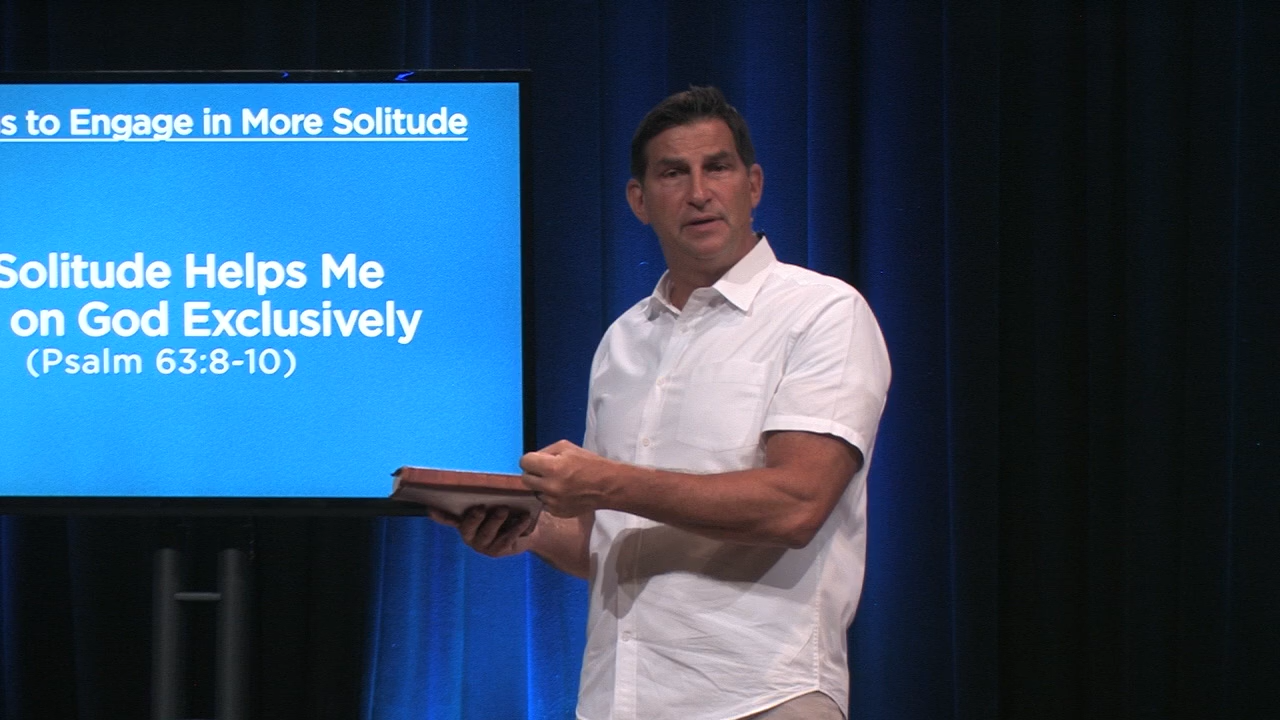 s to Engage in More Solitude
Solitude Helps Me
on God Exclusively
(Psalm 63:8-10)